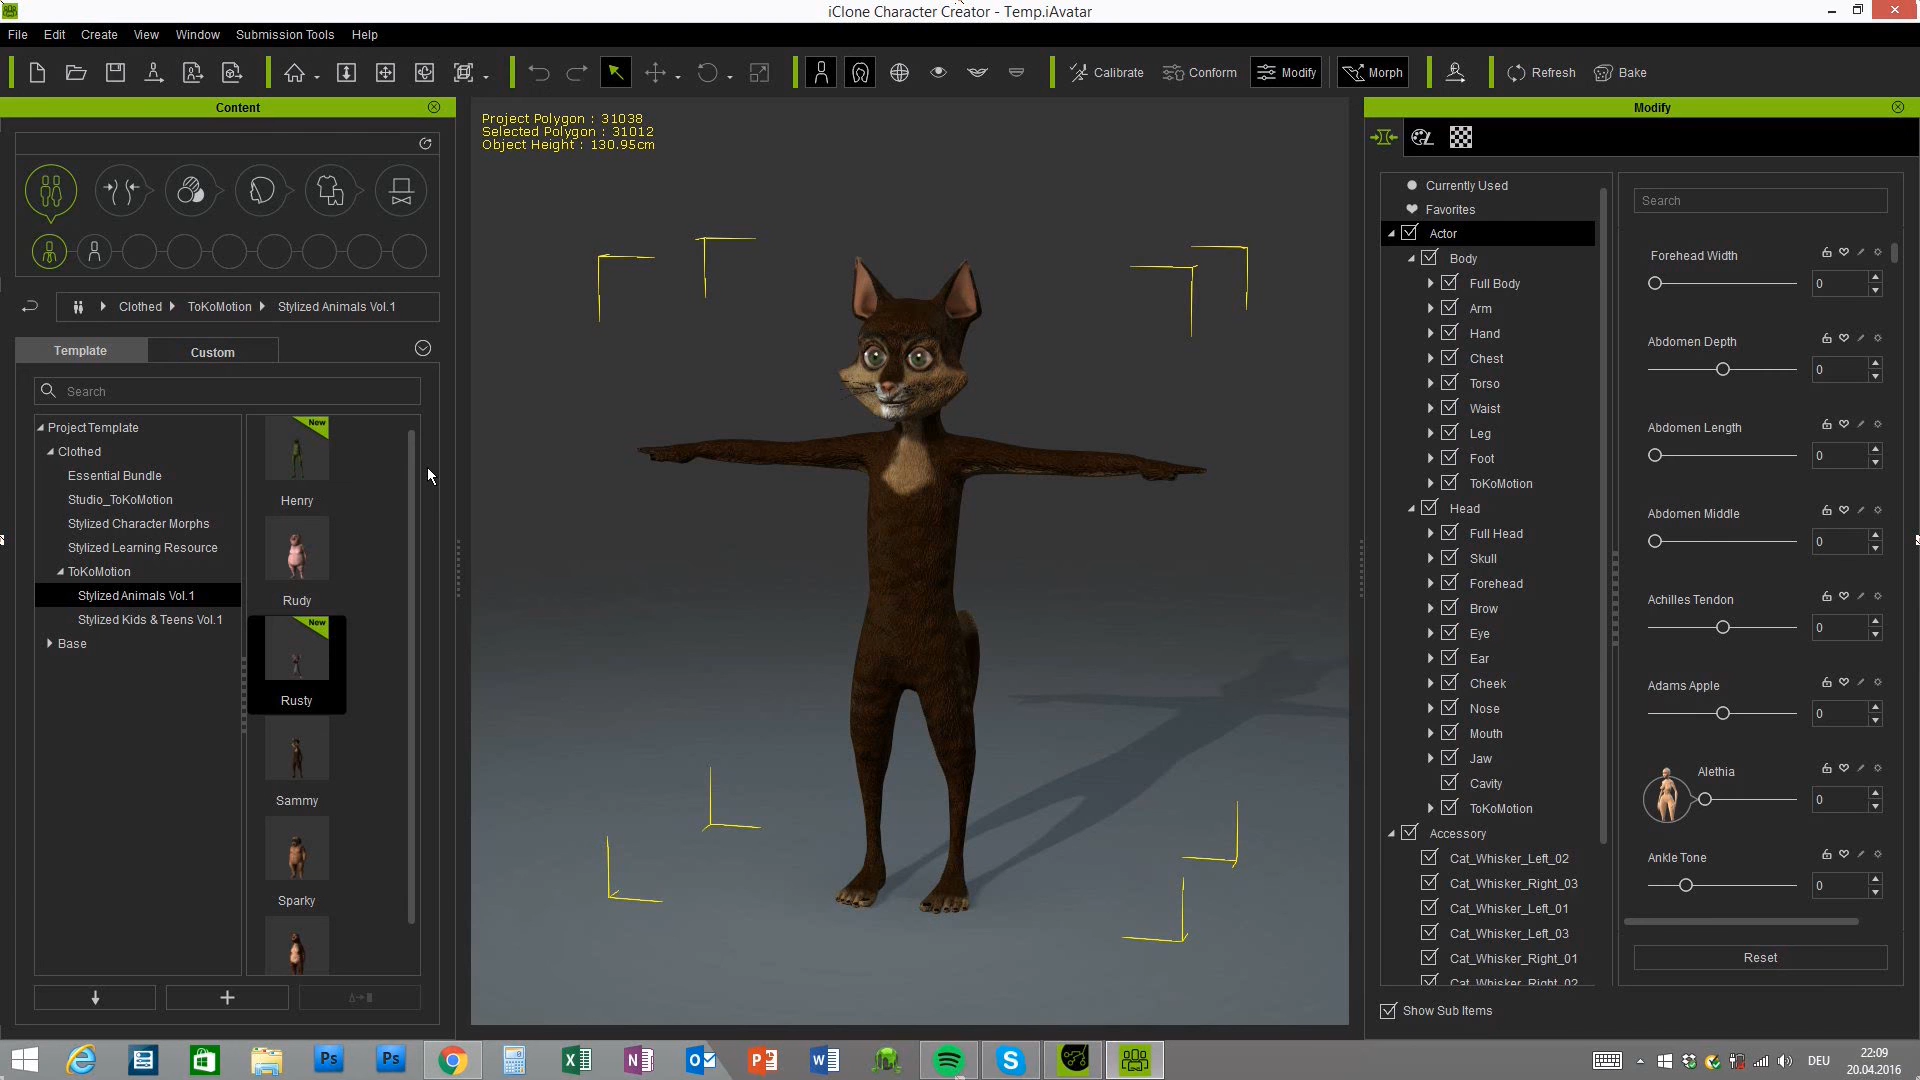 iClone Character Creator - Temp.iAvatar
File Edit Create View Window Submission Tools Help
Calibrate Conform Modify Morph Refresh Bake
Content
Clothed ToKoMotion Stylized Animals Vol.1
Template Custom
Search
Project Template
Clothed
Essential Bundle
Studio_ToKoMotion
Stylized Character Morphs
Stylized Learning Resource
ToKoMotion
Stylized Animals Vol.1
Stylized Kids & Teens Vol.1
Base
New
Henry
Rudy
New
Rusty
Sammy
Sparky
Project Polygon : 31038
Selected Polygon : 31012
Object Height : 130.95cm
Modify
Currently Used
Favorites
Actor
Body
Full Body
Arm
Hand
Chest
Torso
Waist
Leg
Foot
ToKoMotion
Head
Full Head
Skull
Forehead
Brow
Eye
Ear
Cheek
Nose
Mouth
Jaw
Cavity
ToKoMotion
Accessory
Cat_Whisker_Left_02
Cat_Whisker_Right_03
Cat_Whisker_Left_01
Cat_Whisker_Left_03
Cat_Whisker_Right_01
Cat_Whisker_Right_02
Show Sub Items
Search
Forehead Width
0
Abdomen Depth
0
Abdomen Length
0
Abdomen Middle
0
Achilles Tendon
0
Adams Apple
0
Alethia
0
Ankle Tone
0
Reset
Ps Ps
DEU
22:09
20.04.2016